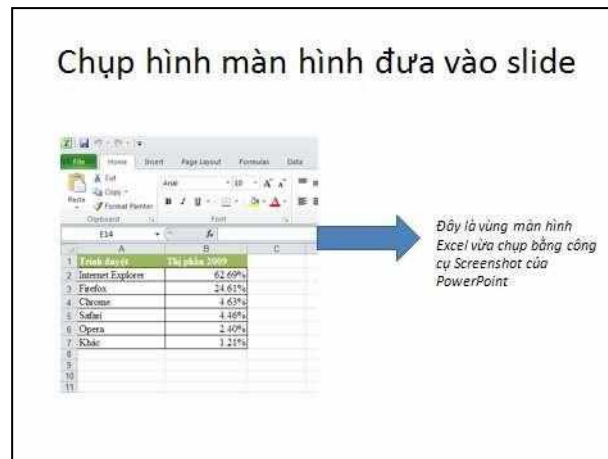 Chụp hình màn hình đưa vào slide
File Home Insert Page Layout Formulas Data
Cut
Copy
Format Painter
Paste
Arial 10 A A
B I U A
Clipboard Font
E14 fx
A B C
1 Trình duyệt Thị phần 2009
2 Internet Explorer 62.69%
3 Firefox 24.61%
4 Chrome 4.63%
5 Safari 4.46%
6 Opera 2.40%
7 Khác 1.21%
8
9
10
11
Đây là vùng màn hình
Excel vừa chụp bằng công
cụ Screenshot của
PowerPoint